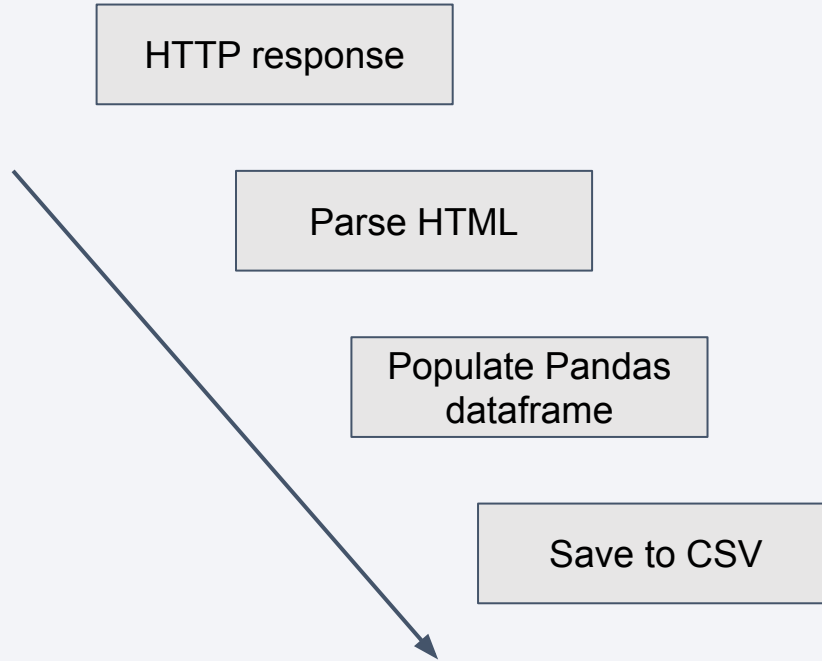 HTTP response
Parse HTML
Populate Pandas
dataframe
Save to CSV